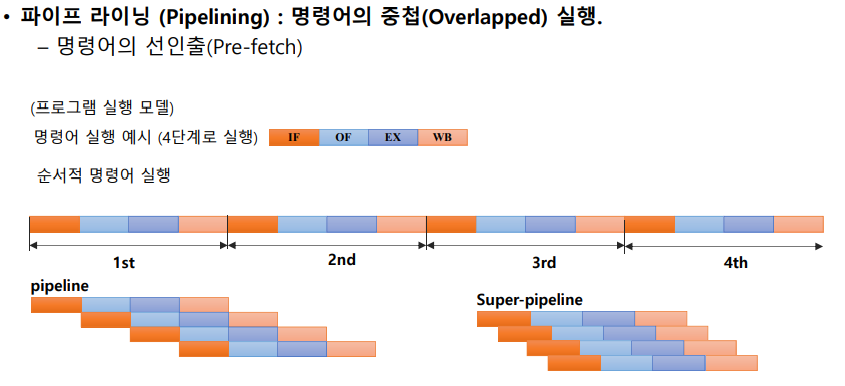 • 파이프 라이닝 (Pipelining) : 명령어의 중첩(Overlapped) 실행.
– 명령어의 선인출(Pre-fetch)
(프로그램 실행 모델)
명령어 실행 예시 (4단계로 실행) IF OF EX WB
순서적 명령어 실행
1st 2nd 3rd 4th
pipeline
Super-pipeline